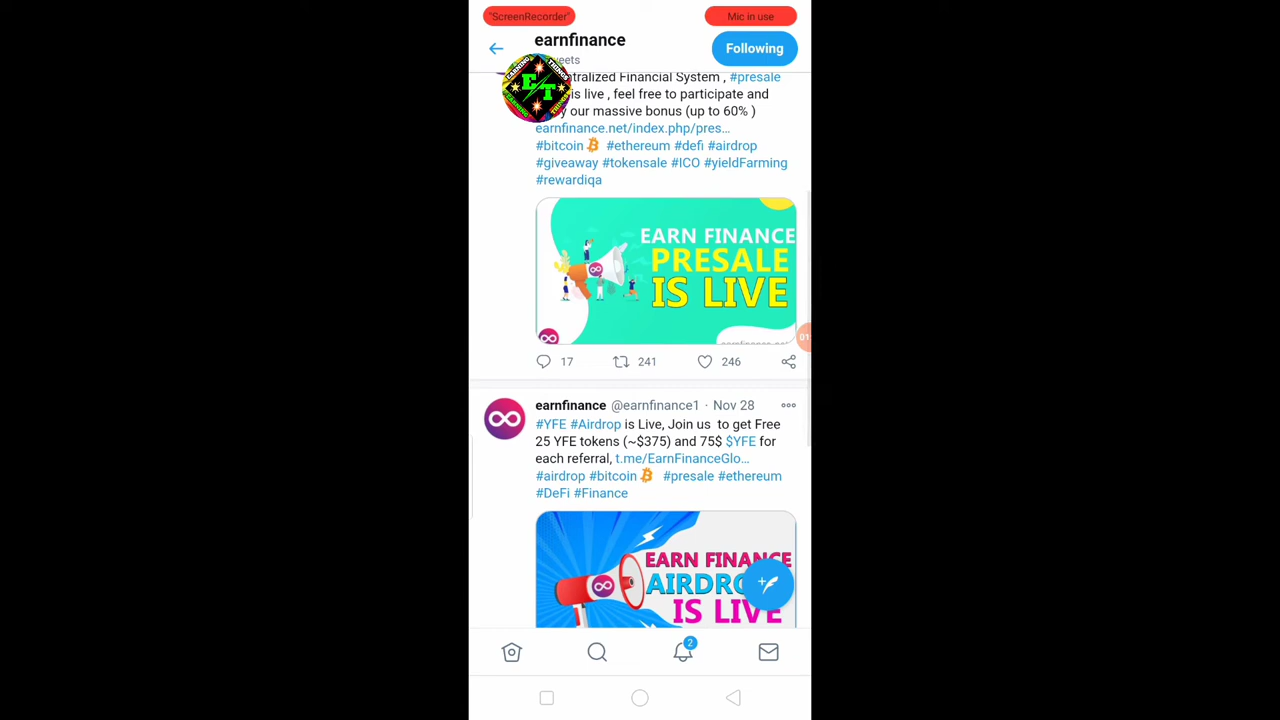 "ScreenRecorder"
Mic in use
earnfinance
Following
Financial System , #presale
is live , feel free to participate and
our massive bonus (up to 60% )
earnfinance.net/index.php/pres…
#bitcoin #ethereum #defi #airdrop
#giveaway #tokensale #ICO #yieldFarming
#rewardiqa
EARNING
THINGS
E/T
EARN FINANCE
PRESALE
IS LIVE
17
241
246
01
earnfinance @earnfinance1 · Nov 28
#YFE #Airdrop is Live, Join us to get Free
25 YFE tokens (~$375) and 75$ $YFE for
each referral, t.me/EarnFinanceGlo…
#airdrop #bitcoin #presale #ethereum
#DeFi #Finance
EARN FINANCE
IS LIVE
2